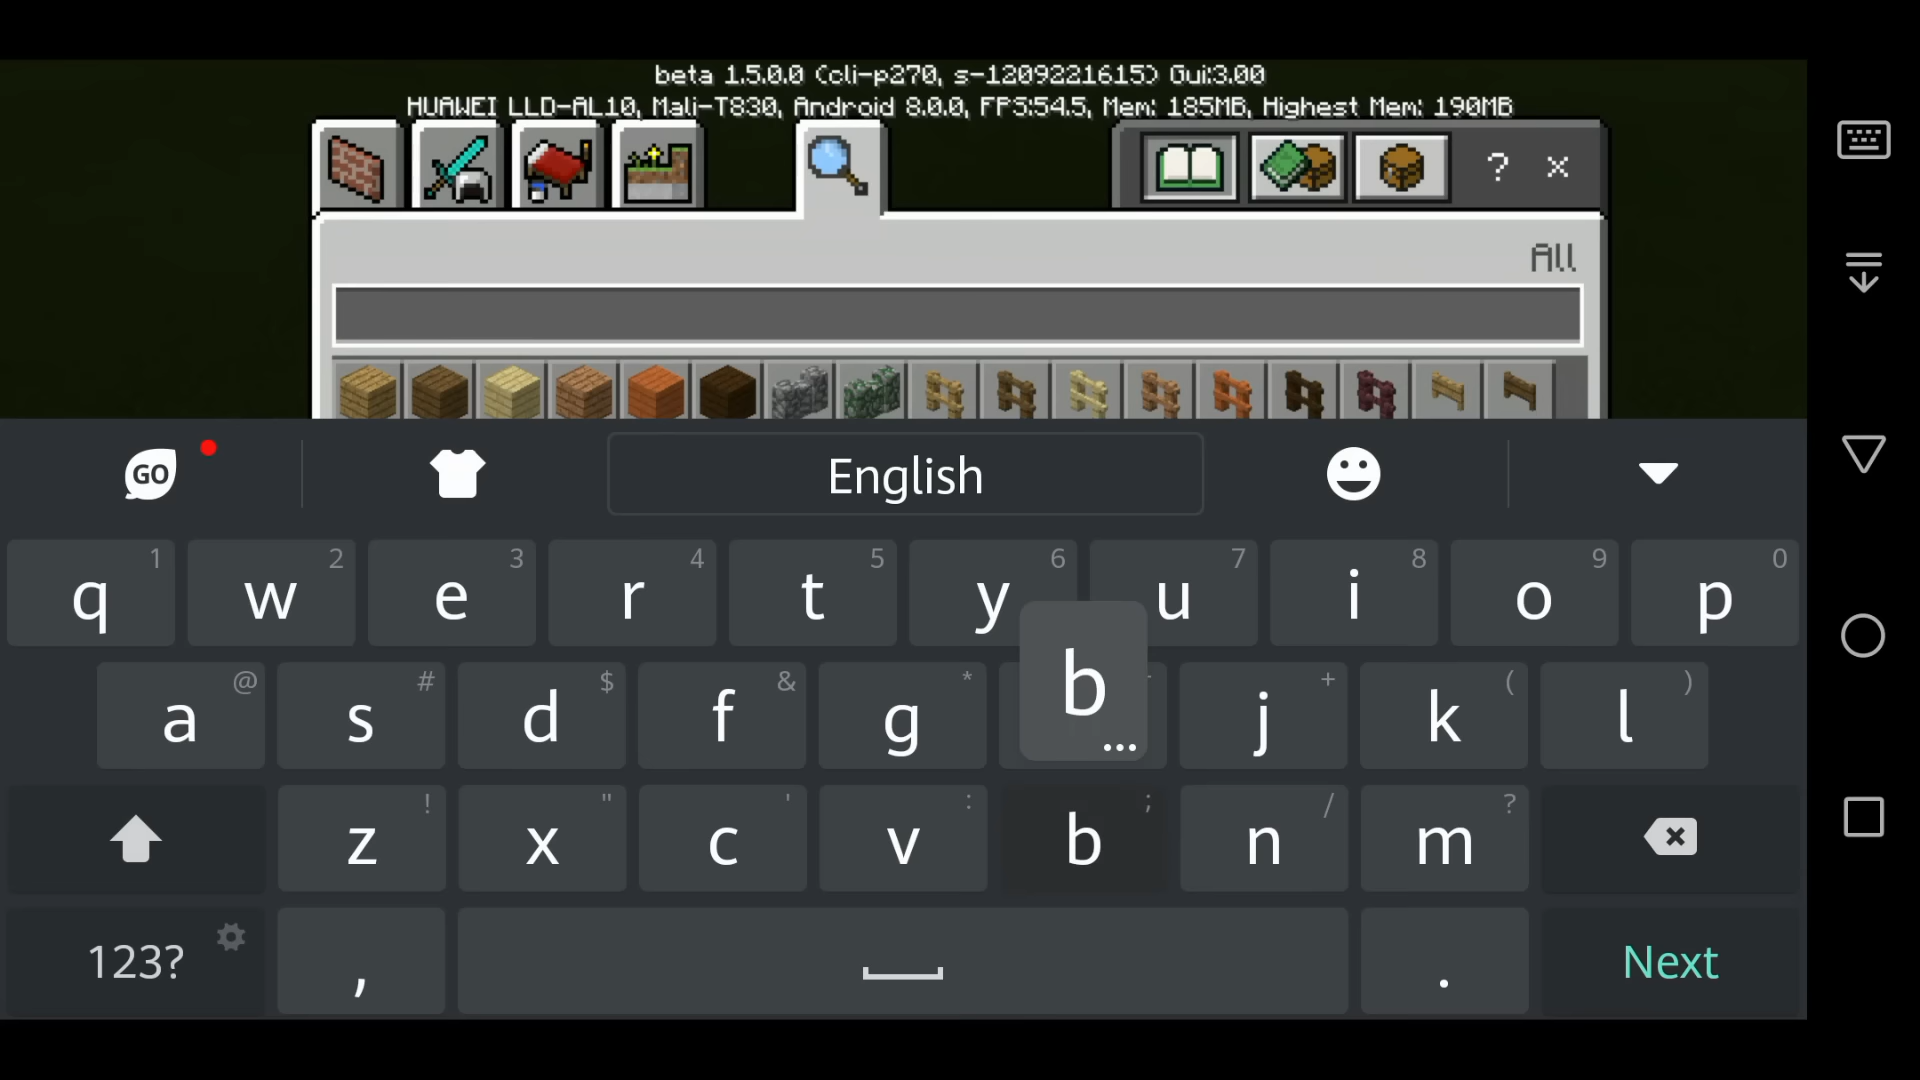 beta 1.5.0.0 (cli-p270, s-1209221615) Gui:3.00
HUAWEI LLD-AL10, Mali-T830, Android 8.0.0, FPS:54.5, Mem: 185MB, Highest Mem: 190MB
? ×
All
GO English
1 2 3 4 5 6 7 8 9 0
q w e r t y u i o p
@ # $ & * + ( )
a s d f g b... j k l
! " ' : ; / ?
z x c v b n m
123? , . Next